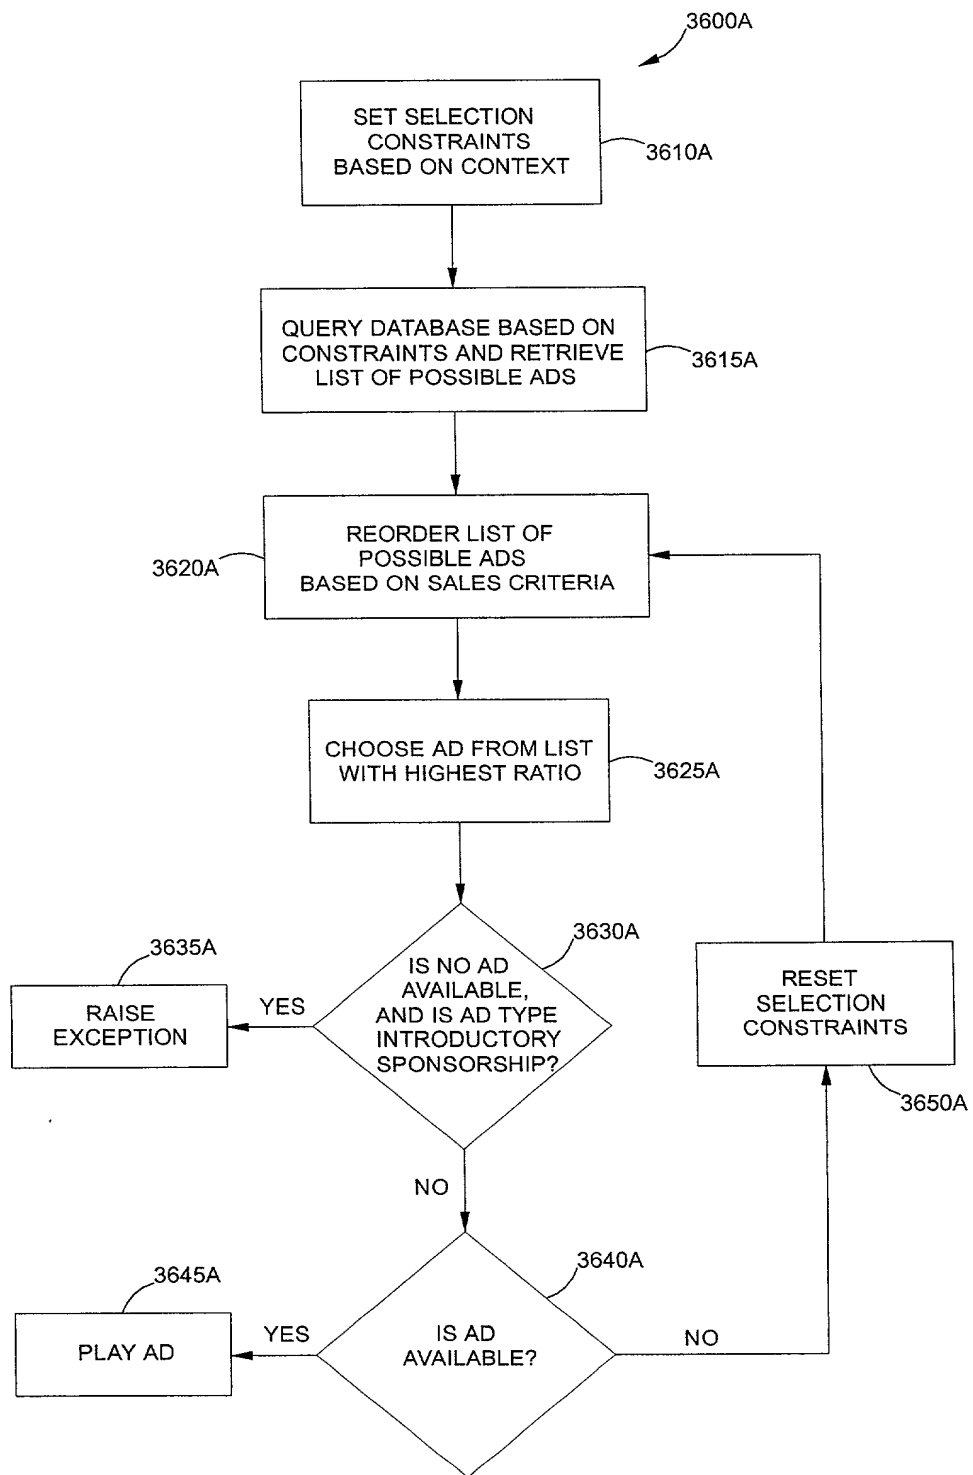 3600A
SET SELECTION
CONSTRAINTS
BASED ON CONTEXT
3610A
QUERY DATABASE BASED ON
CONSTRAINTS AND RETRIEVE
LIST OF POSSIBLE ADS
3615A
REORDER LIST OF
POSSIBLE ADS
BASED ON SALES CRITERIA
3620A
CHOOSE AD FROM LIST
WITH HIGHEST RATIO
3625A
3630A
IS NO AD
AVAILABLE,
AND IS AD TYPE
INTRODUCTORY
SPONSORSHIP?
3635A
RAISE
EXCEPTION
YES
RESET
SELECTION
CONSTRAINTS
3650A
NO
3640A
IS AD
AVAILABLE?
3645A
PLAY AD
YES
NO